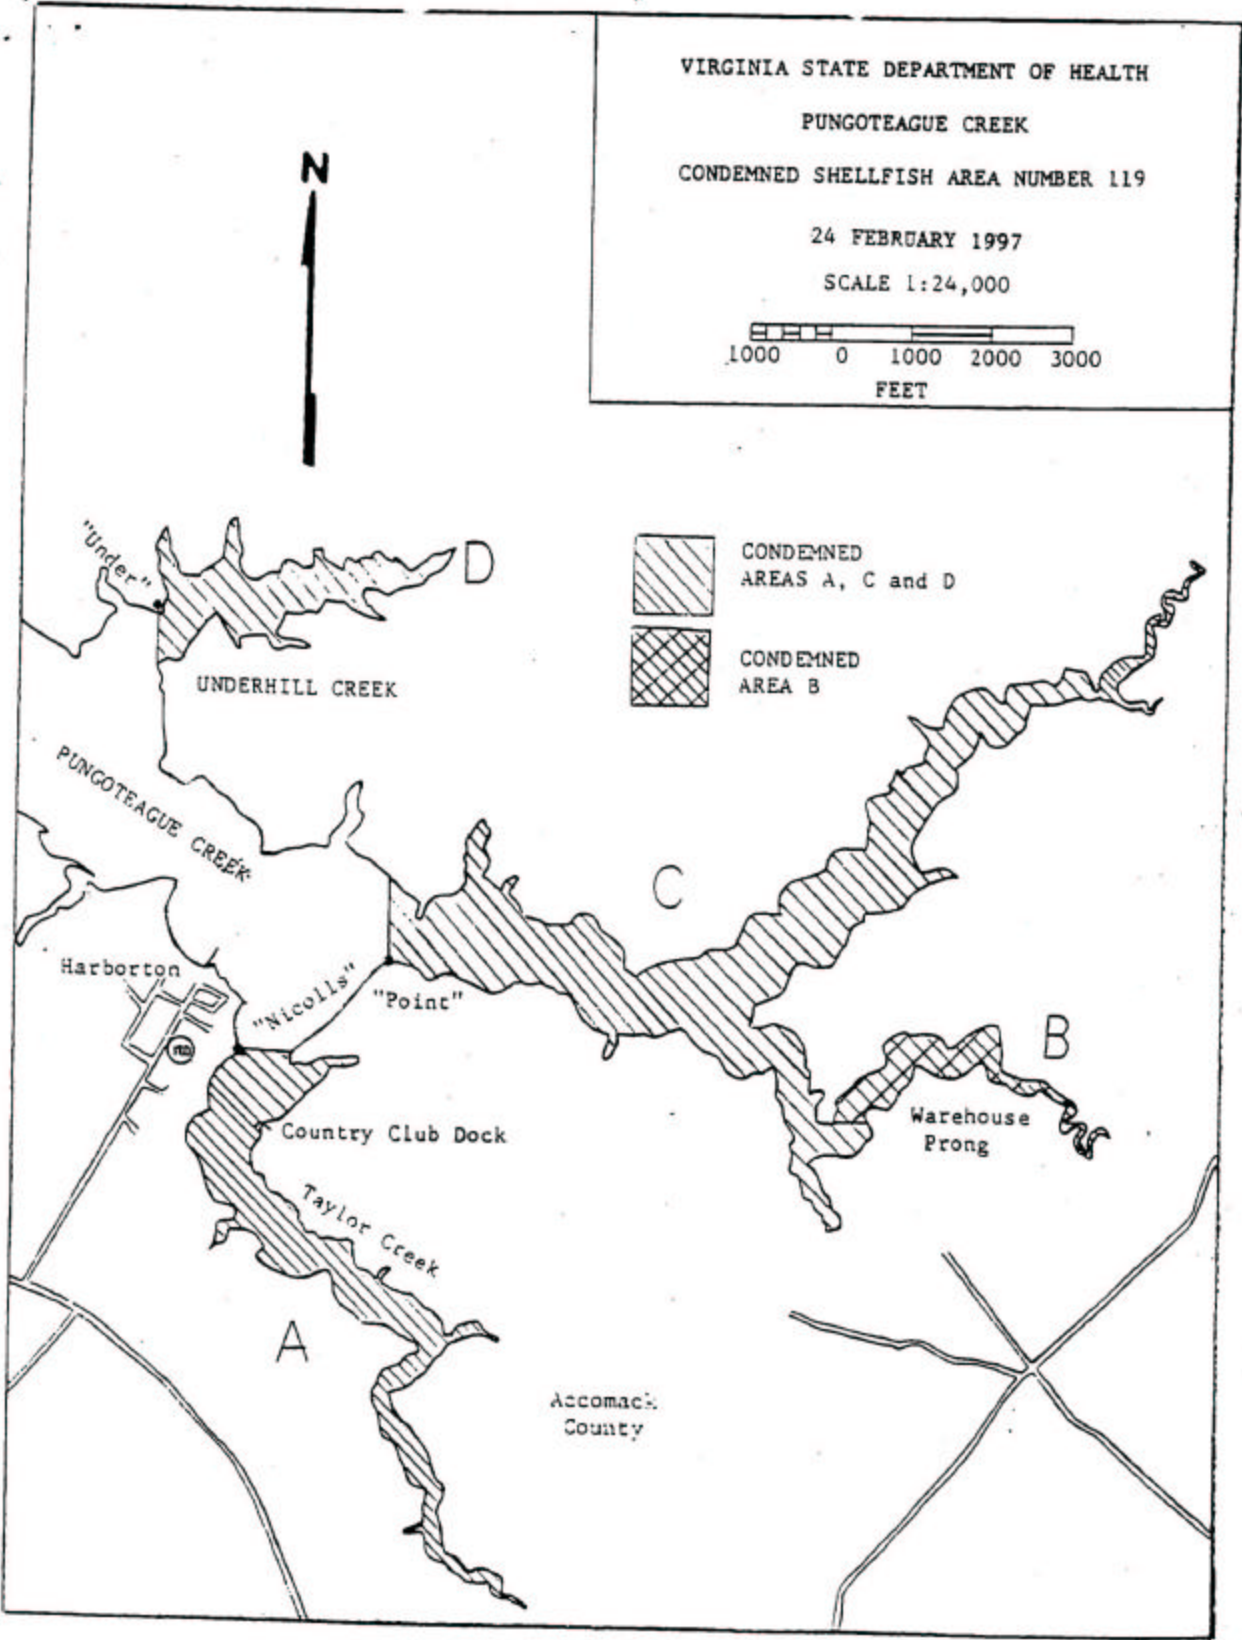 VIRGINIA STATE DEPARTMENT OF HEALTH
PUNGOTEAGUE CREEK
CONDEMNED SHELLFISH AREA NUMBER 119
24 FEBRUARY 1997
SCALE 1:24,000
1000 0 1000 2000 3000
FEET
N
"Under"
D
CONDEMNED
AREAS A, C and D
CONDEMNED
AREA B
UNDERHILL CREEK
PUNGOTEAGUE CREEK
C
Harborton
"Nicolls"
"Point"
B
Warehouse
Prong
Country Club Dock
Taylor Creek
A
Accomack
County